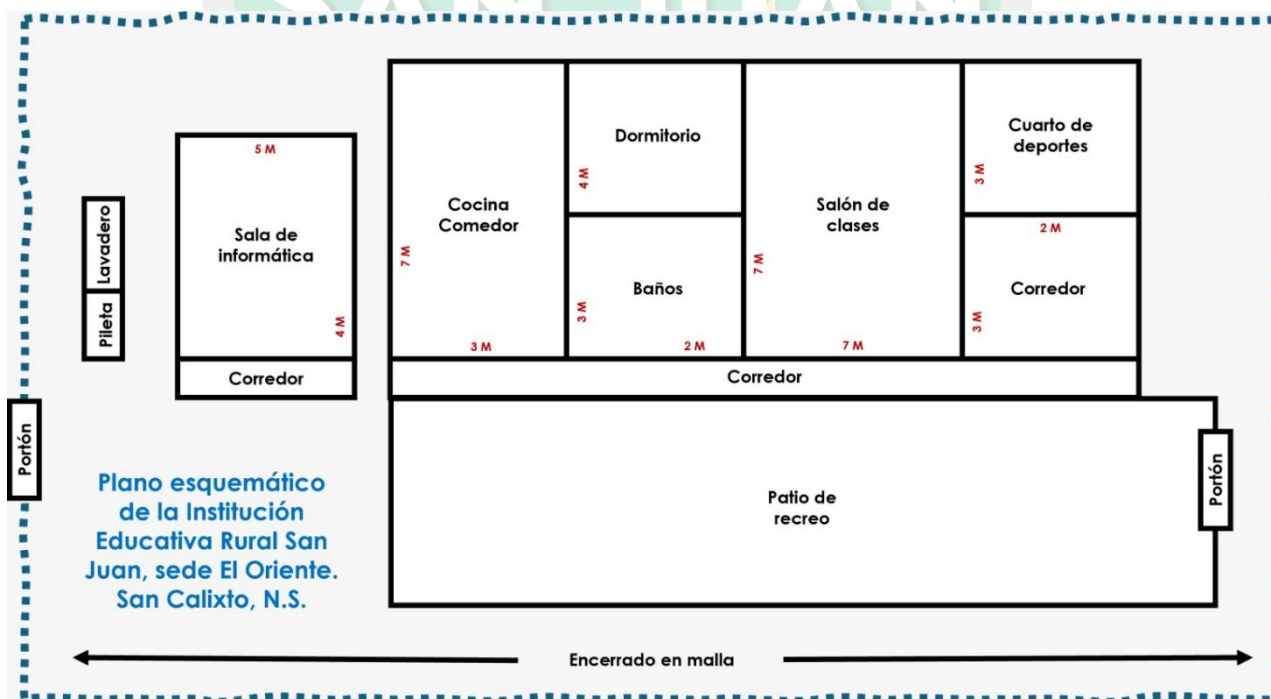 5 M
Sala de
informática
4 M
Corredor
Lavadero
Pileta
Portón
Cocina
Comedor
7 M
3 M
Dormitorio
4 M
Baños
3 M
2 M
Salón de
clases
7 M
7 M
Cuarto de
deportes
3 M
2 M
Corredor
3 M
Corredor
Patio de
recreo
Portón
Plano esquemático
de la Institución
Educativa Rural San
Juan, sede El Oriente.
San Calixto, N.S.
Encerrado en malla